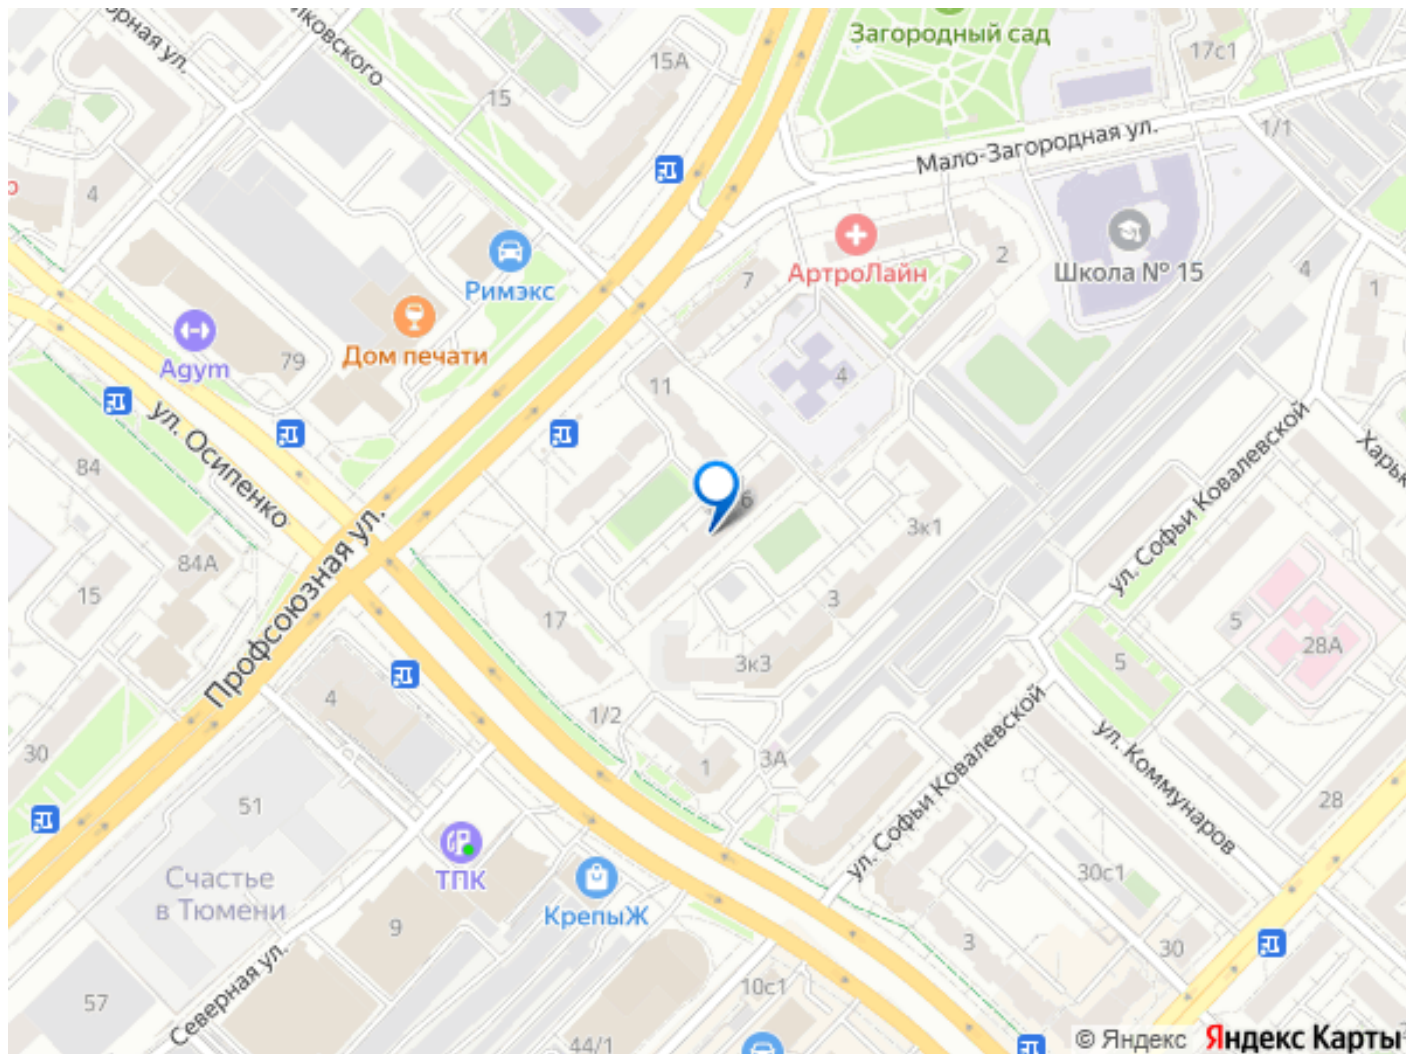 Загородный сад
17с1
15А
15
1/1
Мало-Загородная ул.
4
Римэкс
АртроЛайн
2
Школа № 15
4
1
7
Agym
79
Дом печати
11
4
ул. Осипенко
84
6
3к1
ул. Софьи Ковалевской
84А
15
Профсоюзная ул.
17
3
3к3
5
5
28А
4
1/2
1
3А
30
51
ул. Софьи Ковалевской
ул. Коммунаров
28
ТПК
Счастье
в Тюмени
КрепыЖ
9
30с1
3
30
Северная ул.
57
10с1
44/1
© Яндекс Яндекс Карты